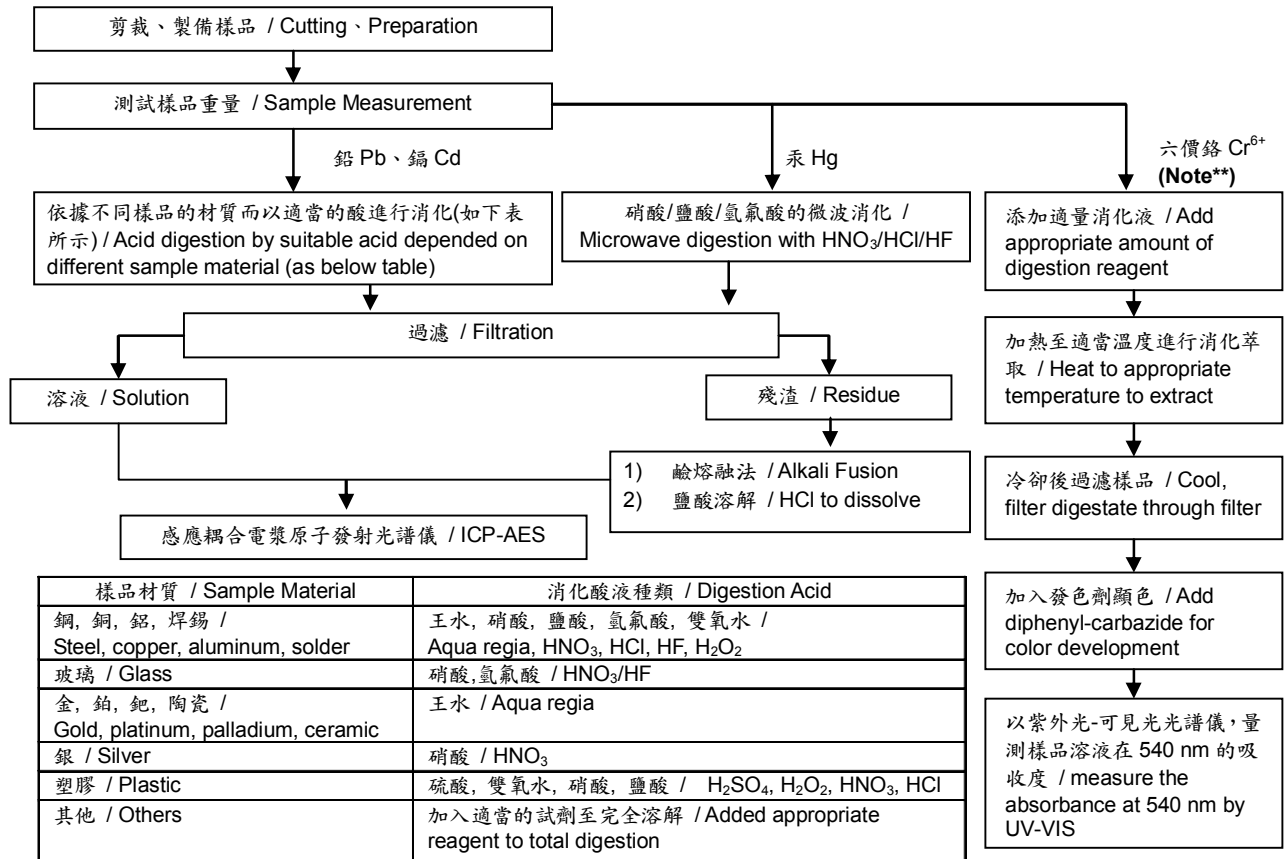 剪裁、製備樣品 / Cutting、Preparation
測試樣品重量 / Sample Measurement
鉛 Pb、鎘 Cd
汞 Hg
六價鉻 Cr⁶⁺
(Note**)
依據不同樣品的材質而以適當的酸進行消化(如下表
所示) / Acid digestion by suitable acid depended on
different sample material (as below table)
硝酸/鹽酸/氫氟酸的微波消化 /
Microwave digestion with HNO₃/HCl/HF
添加適量消化液 / Add
appropriate amount of
digestion reagent
過濾 / Filtration
加熱至適當溫度進行消化萃
取 / Heat to appropriate
temperature to extract
溶液 / Solution
殘渣 / Residue
1) 鹼熔融法 / Alkali Fusion
2) 鹽酸溶解 / HCl to dissolve
冷卻後過濾樣品 / Cool,
filter digestate through filter
感應耦合電漿原子發射光譜儀 / ICP-AES
加入發色劑顯色 / Add
diphenyl-carbazide for
color development
以紫外光-可見光光譜儀，量
測樣品溶液在 540 nm 的吸
收度 / measure the
absorbance at 540 nm by
UV-VIS
樣品材質 / Sample Material
消化酸液種類 / Digestion Acid
鋼, 銅, 鋁, 焊錫 /
Steel, copper, aluminum, solder
王水, 硝酸, 鹽酸, 氫氟酸, 雙氧水 /
Aqua regia, HNO₃, HCl, HF, H₂O₂
玻璃 / Glass
硝酸,氫氟酸 / HNO₃/HF
金, 鉑, 鈀, 陶瓷 /
Gold, platinum, palladium, ceramic
王水 / Aqua regia
銀 / Silver
硝酸 / HNO₃
塑膠 / Plastic
硫酸, 雙氧水, 硝酸, 鹽酸 / H₂SO₄, H₂O₂, HNO₃, HCl
其他 / Others
加入適當的試劑至完全溶解 / Added appropriate
reagent to total digestion